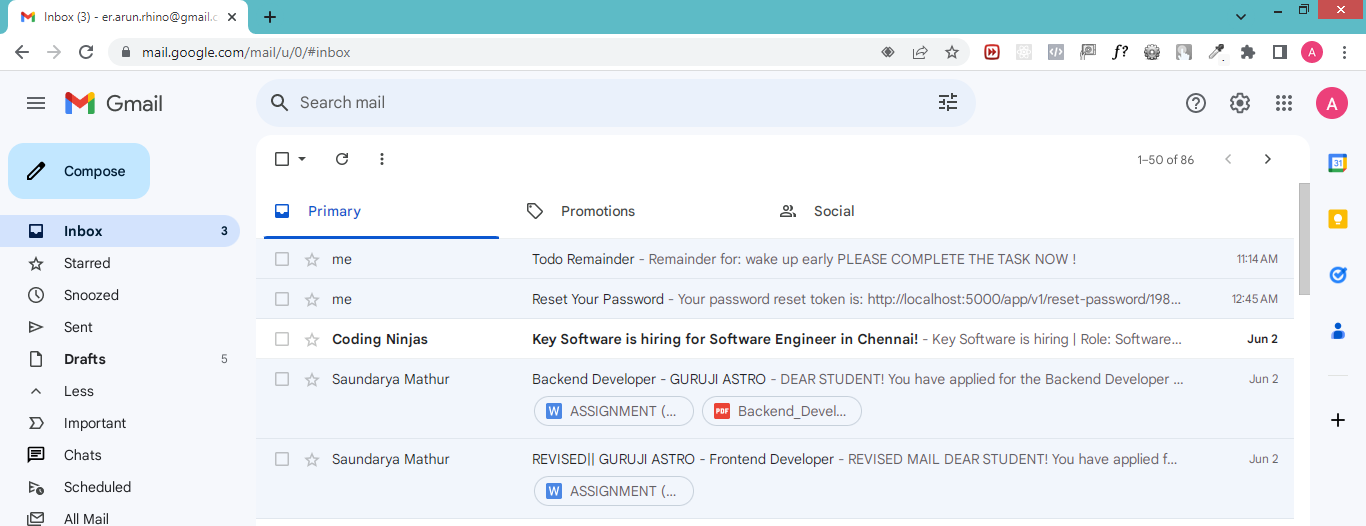 Inbox (3) - er.arun.rhino@gmail.c
mail.google.com/mail/u/0/#inbox
f?
A
Gmail
Search mail
A
Compose
1–50 of 86
31
Primary
Promotions
Social
Inbox 3
Starred
Snoozed
Sent
Drafts 5
Less
Important
Chats
Scheduled
All Mail
me Todo Remainder - Remainder for: wake up early PLEASE COMPLETE THE TASK NOW ! 11:14 AM
me Reset Your Password - Your password reset token is: http://localhost:5000/app/v1/reset-password/198... 12:45 AM
Coding Ninjas Key Software is hiring for Software Engineer in Chennai! - Key Software is hiring | Role: Software... Jun 2
Saundarya Mathur Backend Developer - GURUJI ASTRO - DEAR STUDENT! You have applied for the Backend Developer ... Jun 2
W ASSIGNMENT (... PDF Backend_Devel...
Saundarya Mathur REVISED|| GURUJI ASTRO - Frontend Developer - REVISED MAIL DEAR STUDENT! You have applied f... Jun 2
W ASSIGNMENT (...